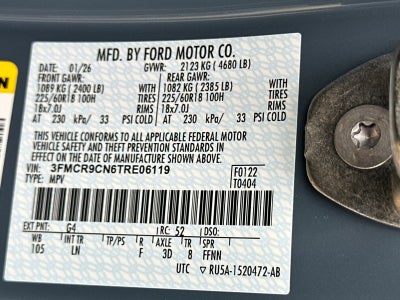 MFD. BY FORD MOTOR CO.
DATE: 01/26 GVWR: 2123 KG ( 4680 LB)
FRONT GAWR: REAR GAWR:
1089 KG ( 2400 LB) WITH 1082 KG ( 2385 LB) WITH
225/60R18 100H TIRES 225/60R18 100H TIRES
18x7.0J RIMS 18x7.0J RIMS
AT 230 kPa/ 33 PSI COLD AT 230 kPa/ 33 PSI COLD
THIS VEHICLE CONFORMS TO ALL APPLICABLE FEDERAL MOTOR
VEHICLE SAFETY AND THEFT PREVENTION STANDARDS IN EFFECT
ON THE DATE OF MANUFACTURE SHOWN ABOVE.
VIN: 3FMCR9CN6TRE06119 F0122
TYPE: MPV T0404
EXT PNT: G4 RC: 52 DSO:
WB INT TR TP/PS R AXLE TR SPR
105 LN F 3D 8 FFNN
UTC RU5A-1520472-AB